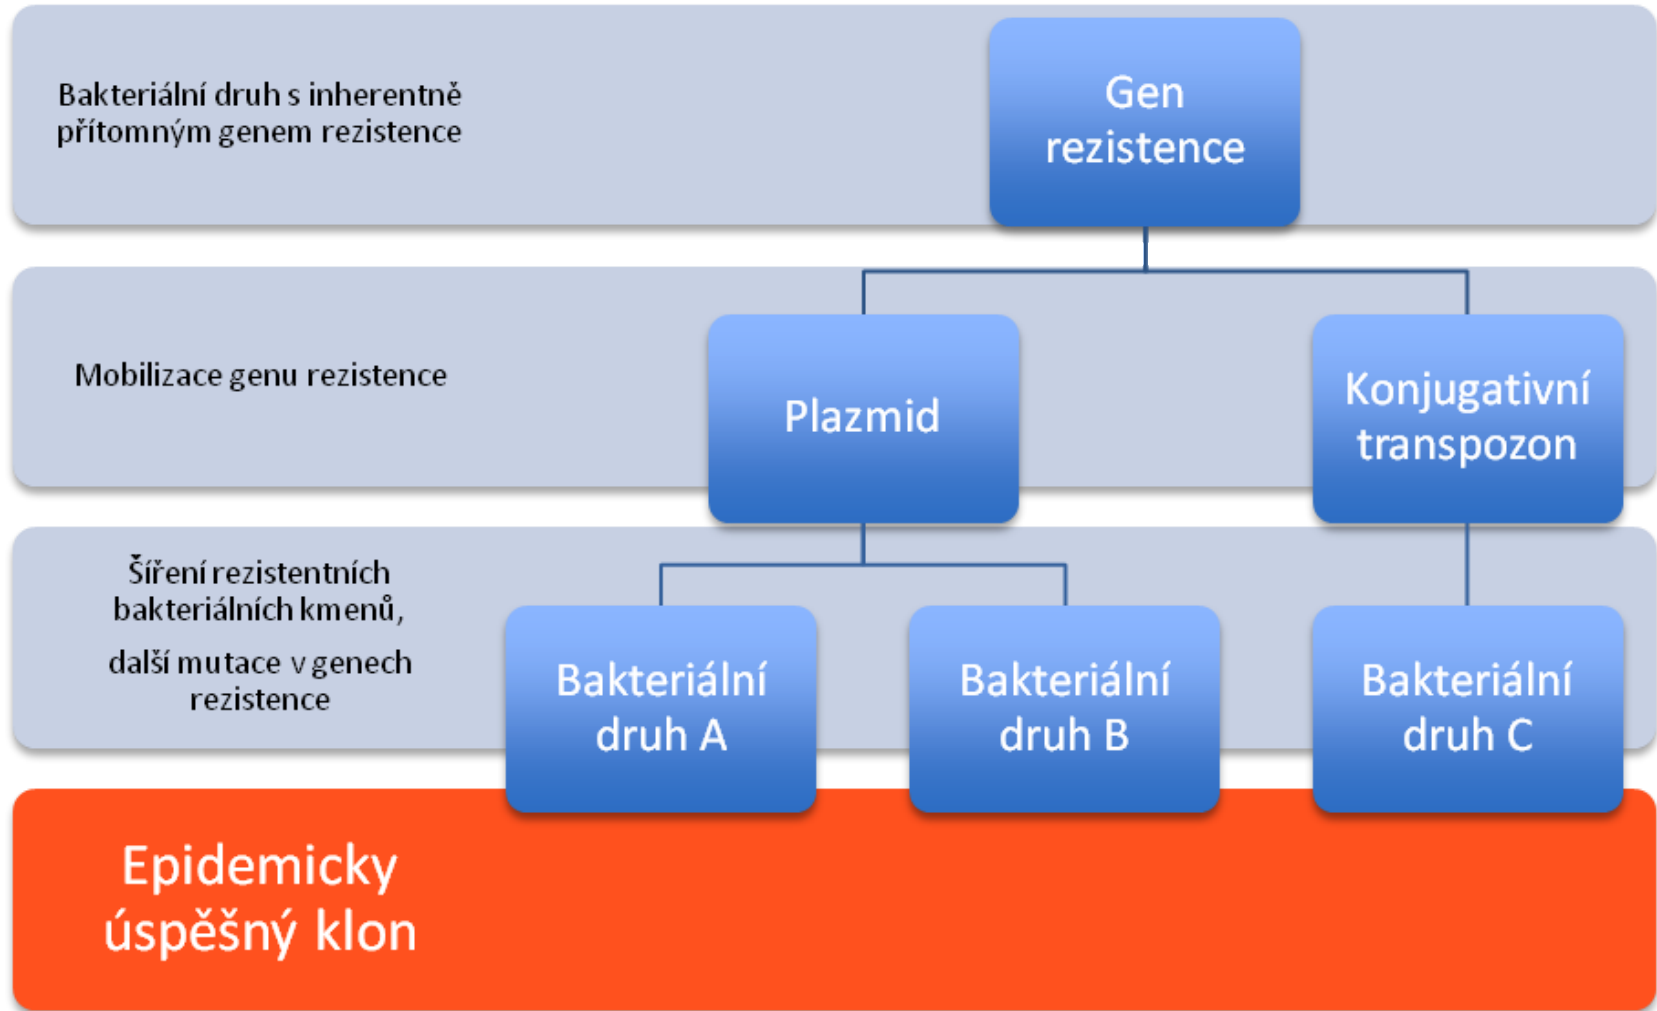 Bakteriální druh s inherentně
přítomným genem rezistence
Gen
rezistence
Mobilizace genu rezistence
Plazmid
Konjugativní
transpozon
Šíření rezistentních
bakteriálních kmenů,
další mutace v genech
rezistence
Bakteriální
druh A
Bakteriální
druh B
Bakteriální
druh C
Epidemicky
úspěšný klon